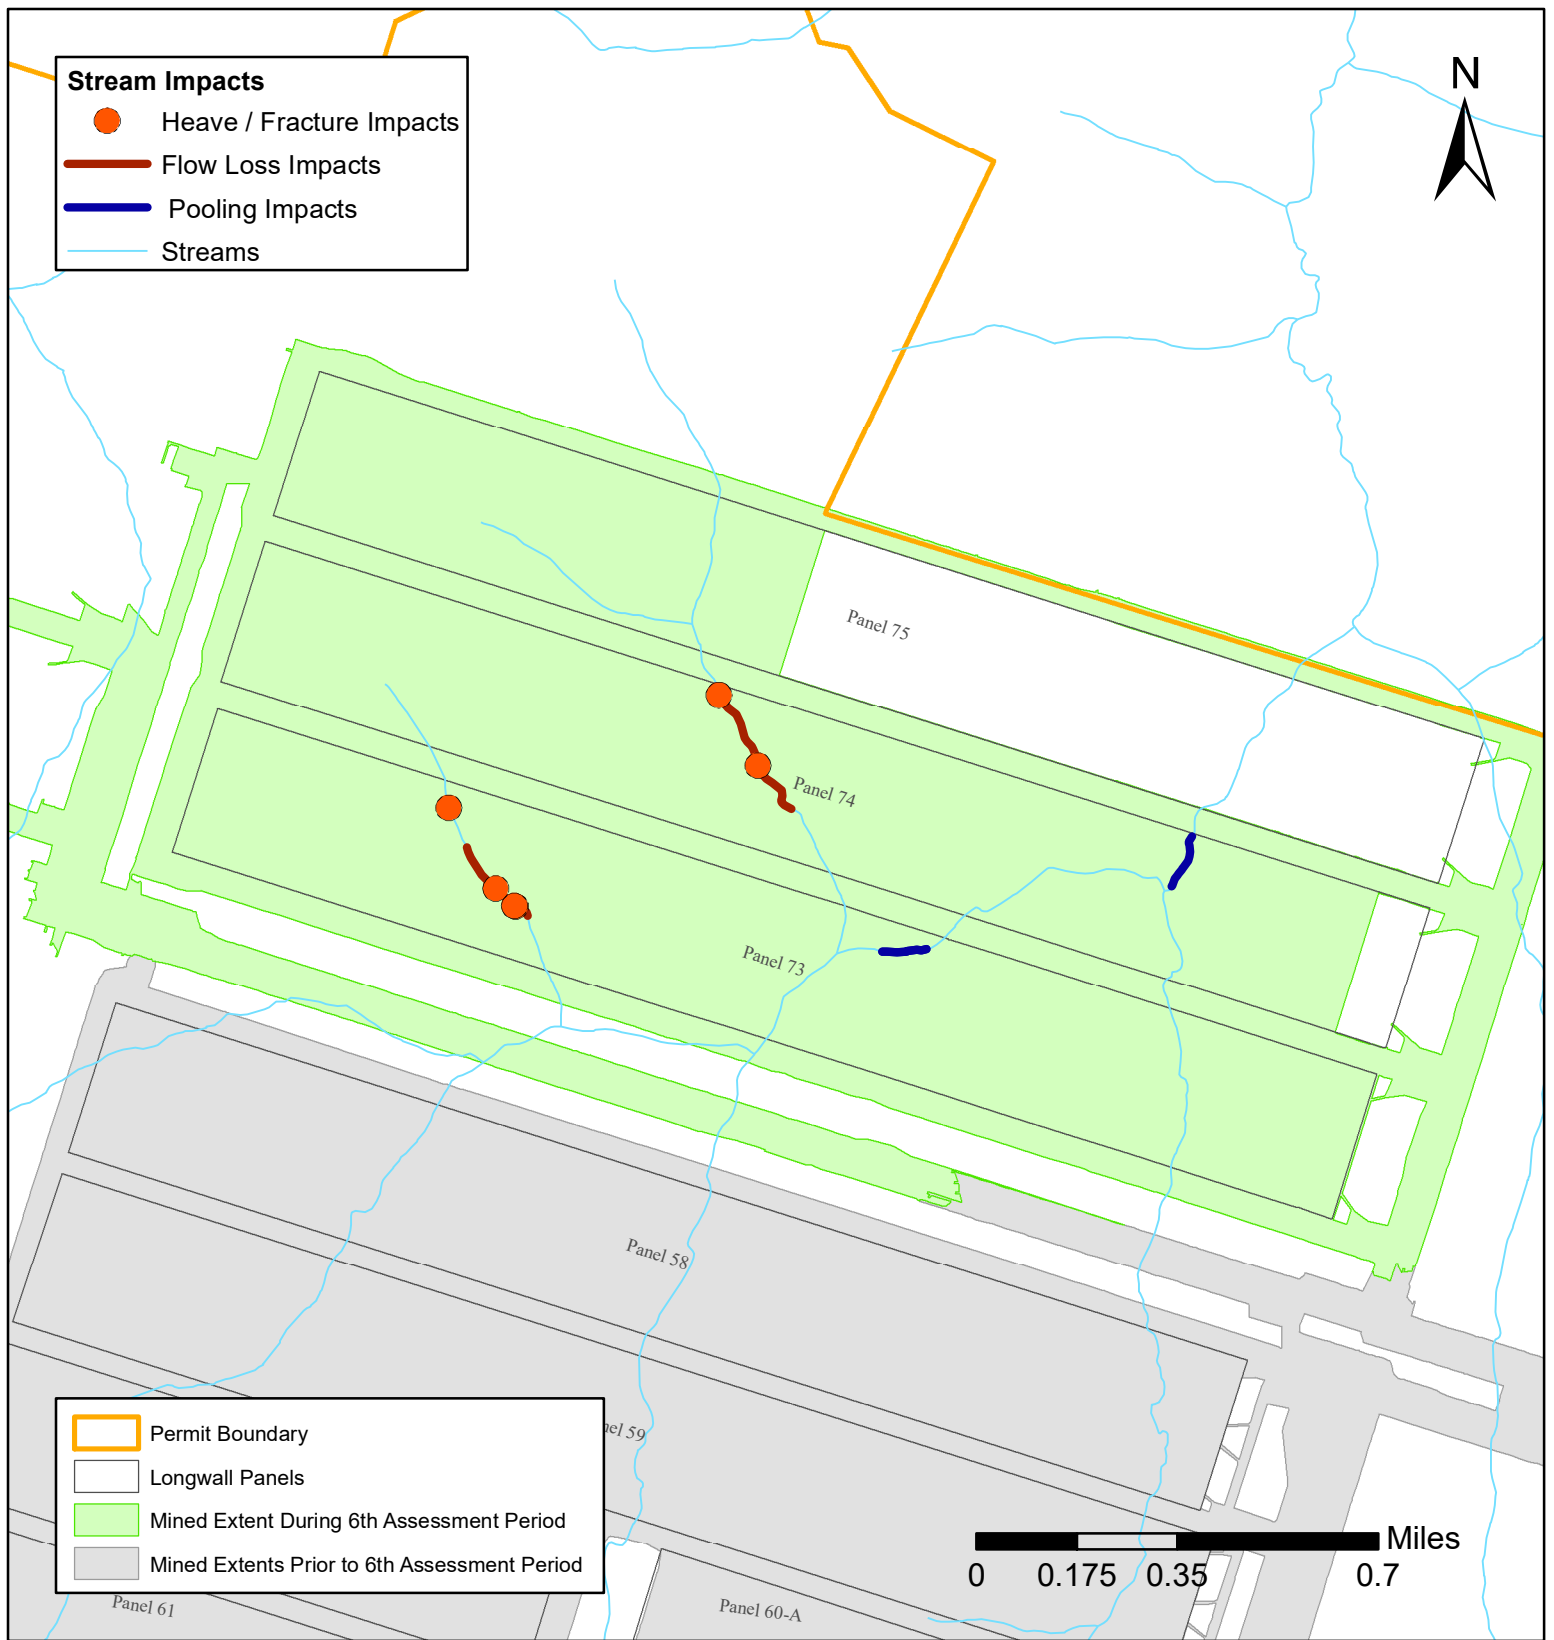 Stream Impacts
Heave / Fracture Impacts
Flow Loss Impacts
Pooling Impacts
Streams
N
Panel 75
Panel 74
Panel 73
Panel 58
nel 59
Permit Boundary
Longwall Panels
Mined Extent During 6th Assessment Period
Mined Extents Prior to 6th Assessment Period
Miles
0 0.175 0.35 0.7
Panel 61
Panel 60-A